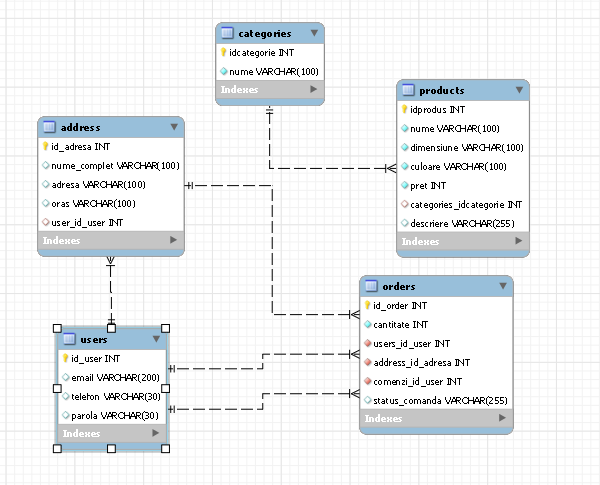 categories
idcategorie INT
nume VARCHAR(100)
Indexes
products
idprodus INT
nume VARCHAR(100)
dimensiune VARCHAR(100)
culoare VARCHAR(100)
pret INT
categories_idcategorie INT
descriere VARCHAR(255)
Indexes
address
id_adresa INT
nume_complet VARCHAR(100)
adresa VARCHAR(100)
oras VARCHAR(100)
user_id_user INT
Indexes
orders
id_order INT
cantitate INT
users_id_user INT
address_id_adresa INT
comenzi_id_user INT
status_comanda VARCHAR(255)
Indexes
users
id_user INT
email VARCHAR(200)
telefon VARCHAR(30)
parola VARCHAR(30)
Indexes